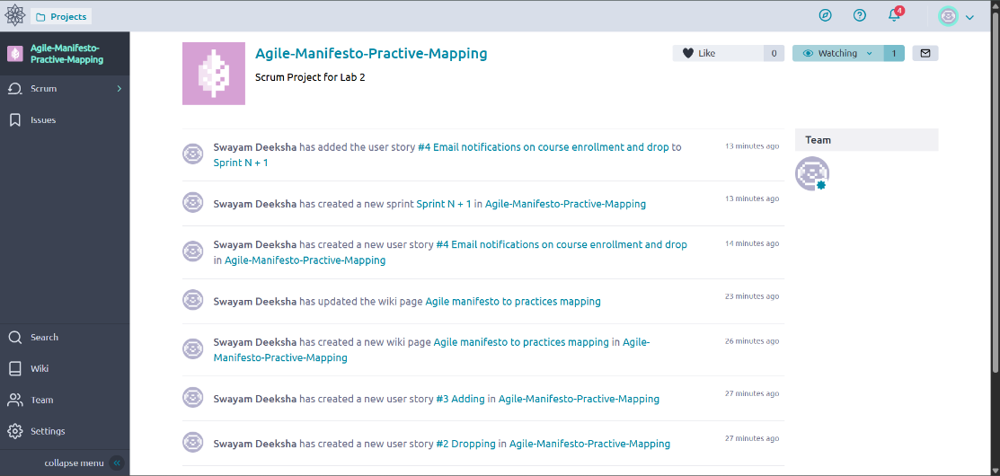 Projects
4
Agile-Manifesto-
Practive-Mapping
Scrum
Issues
Search
Wiki
Team
Settings
collapse menu
Agile-Manifesto-Practive-Mapping
Scrum Project for Lab 2
Like 0
Watching 1
Swayam Deeksha has added the user story #4 Email notifications on course enrollment and drop to
Sprint N + 1
13 minutes ago
Swayam Deeksha has created a new sprint Sprint N + 1 in Agile-Manifesto-Practive-Mapping
13 minutes ago
Swayam Deeksha has created a new user story #4 Email notifications on course enrollment and drop
in Agile-Manifesto-Practive-Mapping
14 minutes ago
Swayam Deeksha has updated the wiki page Agile manifesto to practices mapping
23 minutes ago
Swayam Deeksha has created a new wiki page Agile manifesto to practices mapping in Agile-
Manifesto-Practive-Mapping
26 minutes ago
Swayam Deeksha has created a new user story #3 Adding in Agile-Manifesto-Practive-Mapping
27 minutes ago
Swayam Deeksha has created a new user story #2 Dropping in Agile-Manifesto-Practive-Mapping
27 minutes ago
Team